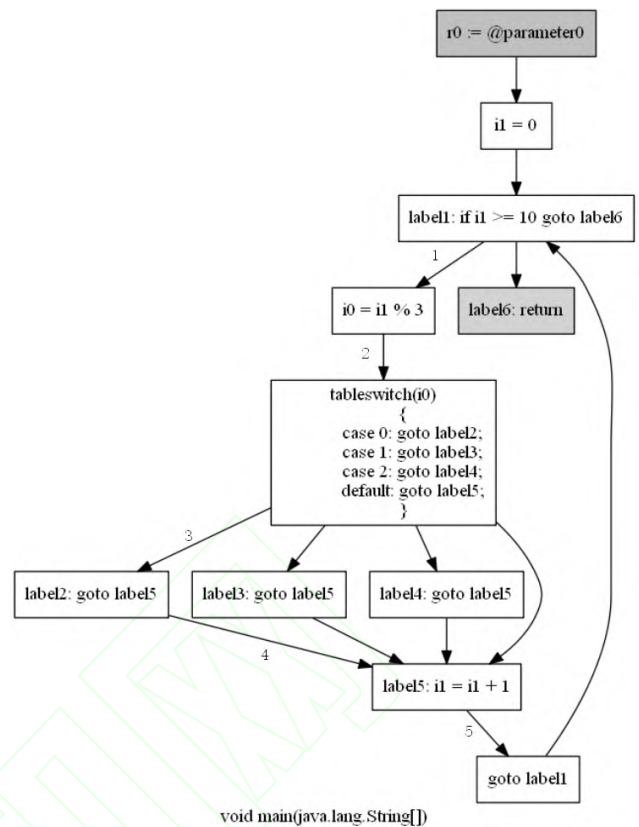 r0 := @parameter0
i1 = 0
label1: if i1 >= 10 goto label6
1
i0 = i1 % 3
label6: return
2
tableswitch(i0)
{
case 0: goto label2;
case 1: goto label3;
case 2: goto label4;
default: goto label5;
}
3
label2: goto label5
label3: goto label5
label4: goto label5
4
label5: i1 = i1 + 1
5
goto label1
void main(java.lang.String[])